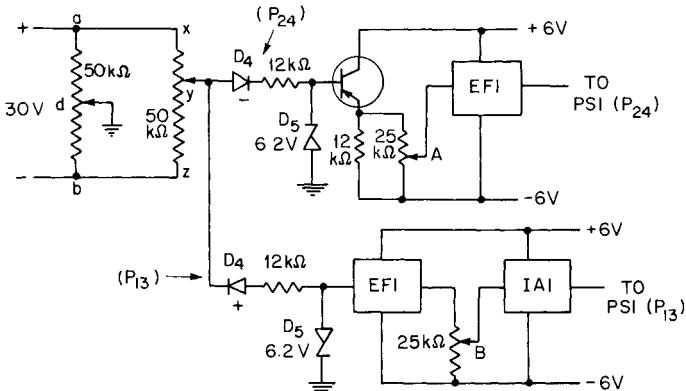 (P24)
+ a x + 6V
D4 12kΩ
50kΩ EFI TO
PSI (P24)
30V d y 50 kΩ D5 6.2V
12 kΩ 25 kΩ A
-
b z -6V
+6V
(P13) D4 12kΩ
+ EFI IAI TO
PSI (P13)
D5 6.2V 25kΩ B
-6V